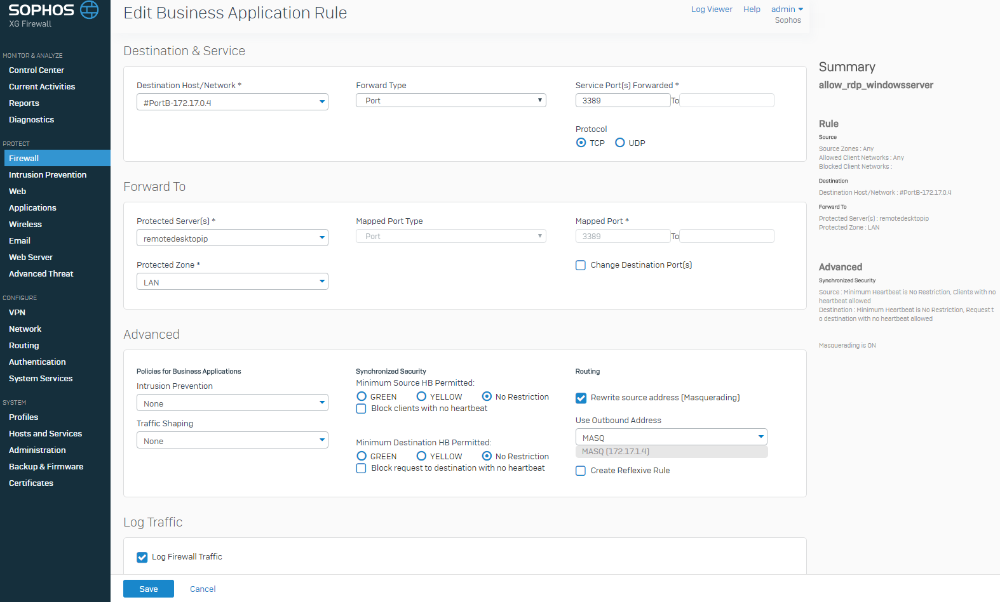 SOPHOS
XG Firewall
MONITOR & ANALYZE
Control Center
Current Activities
Reports
Diagnostics
PROTECT
Firewall
Intrusion Prevention
Web
Applications
Wireless
Email
Web Server
Advanced Threat
CONFIGURE
VPN
Network
Routing
Authentication
System Services
SYSTEM
Profiles
Hosts and Services
Administration
Backup & Firmware
Certificates
Edit Business Application Rule
Log Viewer Help admin
Sophos
Destination & Service
Destination Host/Network * Forward Type Service Port(s) Forwarded *
#PortB-172.17.0.4 Port 3389 To
Protocol
TCP UDP
Forward To
Protected Server(s) * Mapped Port Type Mapped Port *
remotedesktopip Port 3389 To
Protected Zone * Change Destination Port(s)
LAN
Advanced
Policies for Business Applications
Intrusion Prevention
None
Traffic Shaping
None
Synchronized Security
Minimum Source HB Permitted:
GREEN YELLOW No Restriction
Block clients with no heartbeat
Minimum Destination HB Permitted:
GREEN YELLOW No Restriction
Block request to destination with no heartbeat
Routing
Rewrite source address (Masquerading)
Use Outbound Address
MASQ
MASQ (172.17.1.4)
Create Reflexive Rule
Log Traffic
Log Firewall Traffic
Save Cancel
Summary
allow_rdp_windowsserver
Rule
Source
Source Zones : Any
Allowed Client Networks : Any
Blocked Client Networks :
Destination
Destination Host/Network : #PortB-172.17.0.4
Forward To
Protected Server(s) : remotedesktopip
Protected Zone : LAN
Advanced
Synchronized Security
Source : Minimum Heartbeat is No Restriction, Clients with no
heartbeat allowed
Destination : Minimum Heartbeat is No Restriction, Request t
o destination with no heartbeat allowed
Masquerading is ON